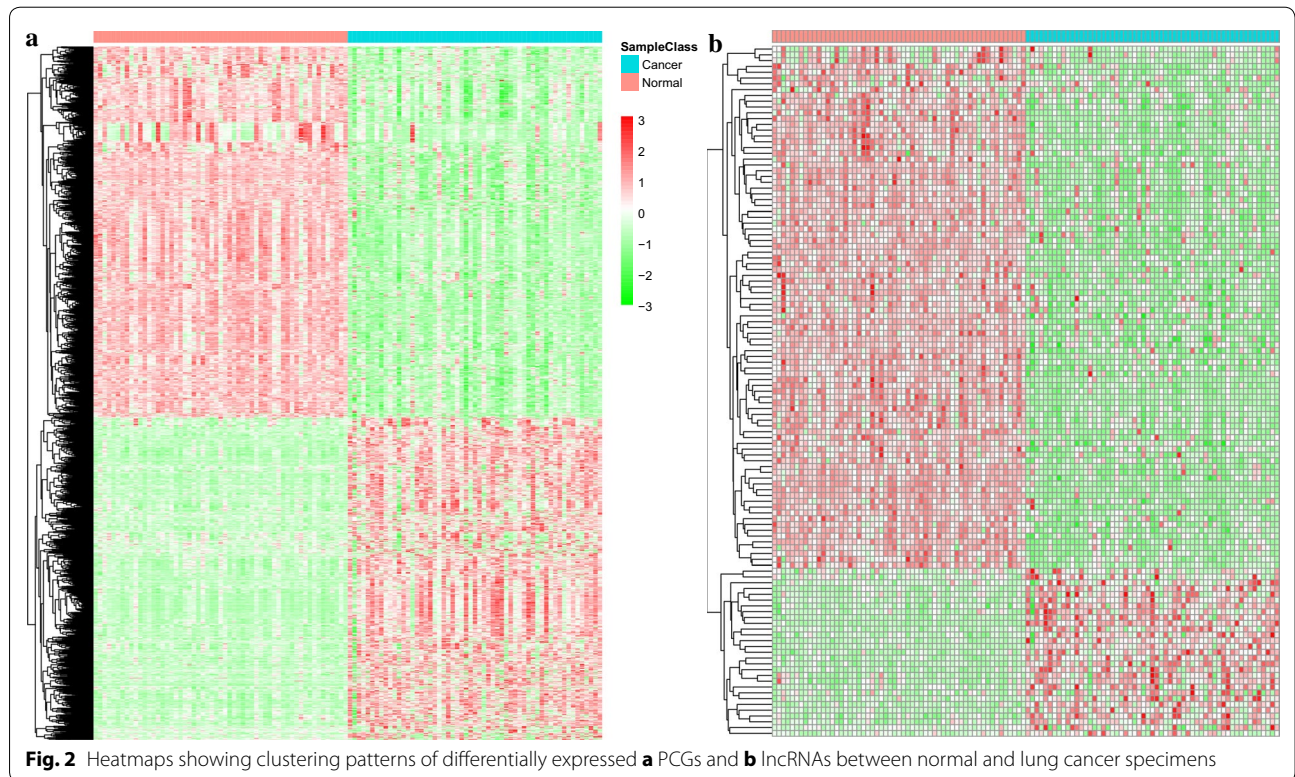 a
b
SampleClass
Cancer
Normal
3
2
1
0
−1
−2
−3
Fig. 2 Heatmaps showing clustering patterns of differentially expressed a PCGs and b lncRNAs between normal and lung cancer specimens